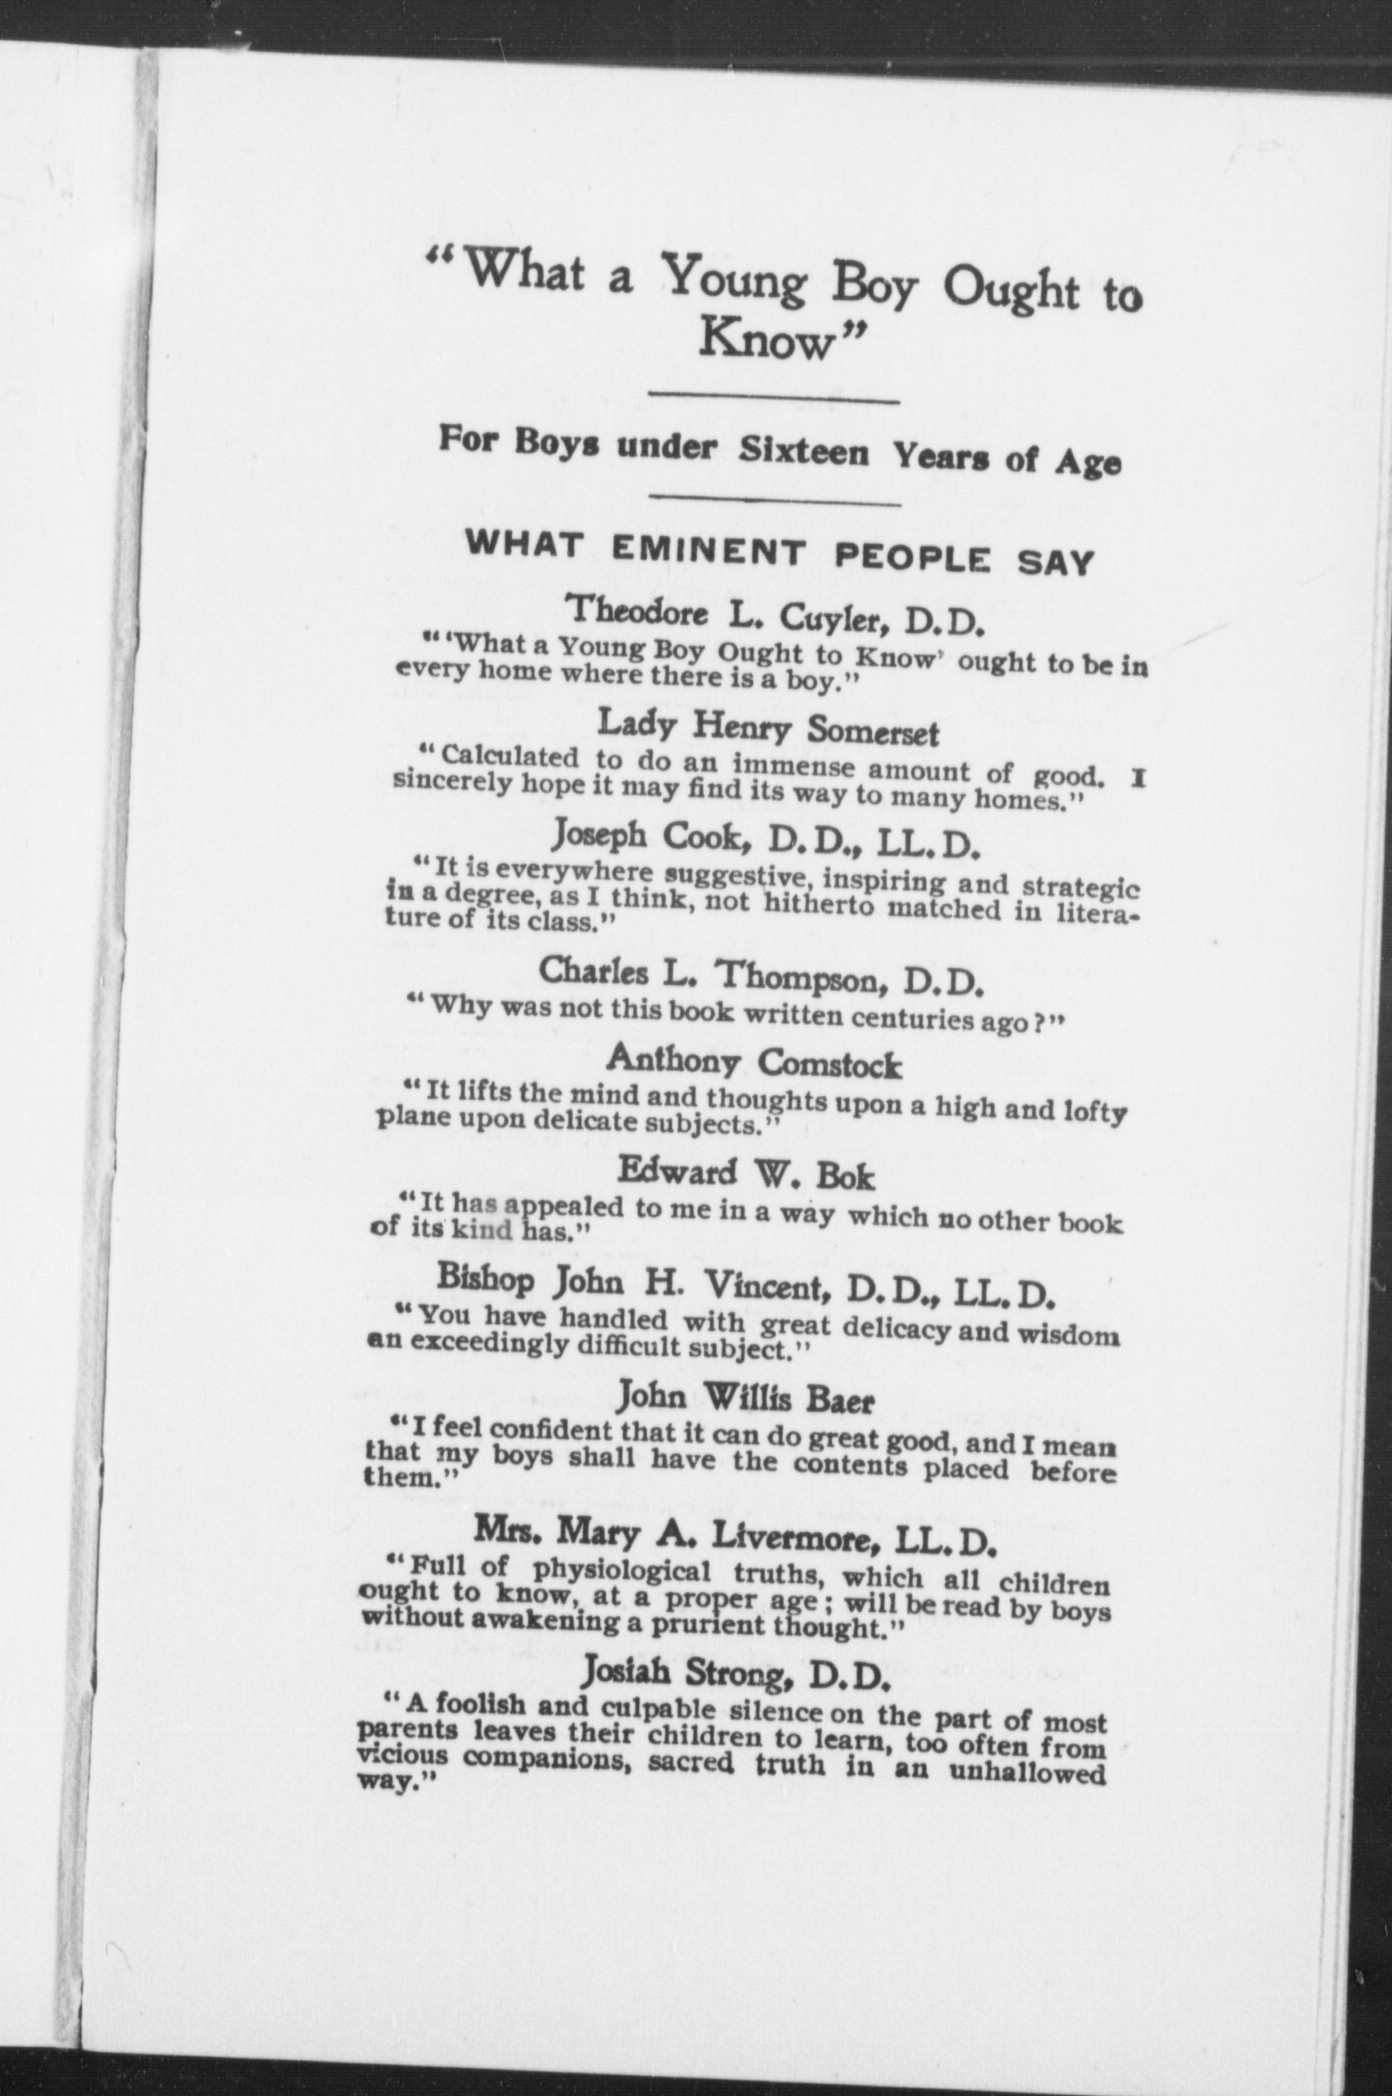 “What a Young Boy Ought to
Know”
For Boys under Sixteen Years of Age
WHAT EMINENT PEOPLE SAY
Theodore L. Cuyler, D.D.
“‘What a Young Boy Ought to Know’ ought to be in
every home where there is a boy.”
Lady Henry Somerset
“Calculated to do an immense amount of good. I
sincerely hope it may find its way to many homes.”
Joseph Cook, D.D., LL.D.
“It is everywhere suggestive, inspiring and strategic
in a degree, as I think, not hitherto matched in litera-
ture of its class.”
Charles L. Thompson, D.D.
“Why was not this book written centuries ago?”
Anthony Comstock
“It lifts the mind and thoughts upon a high and lofty
plane upon delicate subjects.”
Edward W. Bok
“It has appealed to me in a way which no other book
of its kind has.”
Bishop John H. Vincent, D.D., LL.D.
“You have handled with great delicacy and wisdom
an exceedingly difficult subject.”
John Willis Baer
“I feel confident that it can do great good, and I mean
that my boys shall have the contents placed before
them.”
Mrs. Mary A. Livermore, LL.D.
“Full of physiological truths, which all children
ought to know, at a proper age; will be read by boys
without awakening a prurient thought.”
Josiah Strong, D.D.
“A foolish and culpable silence on the part of most
parents leaves their children to learn, too often from
vicious companions, sacred truth in an unhallowed
way.”